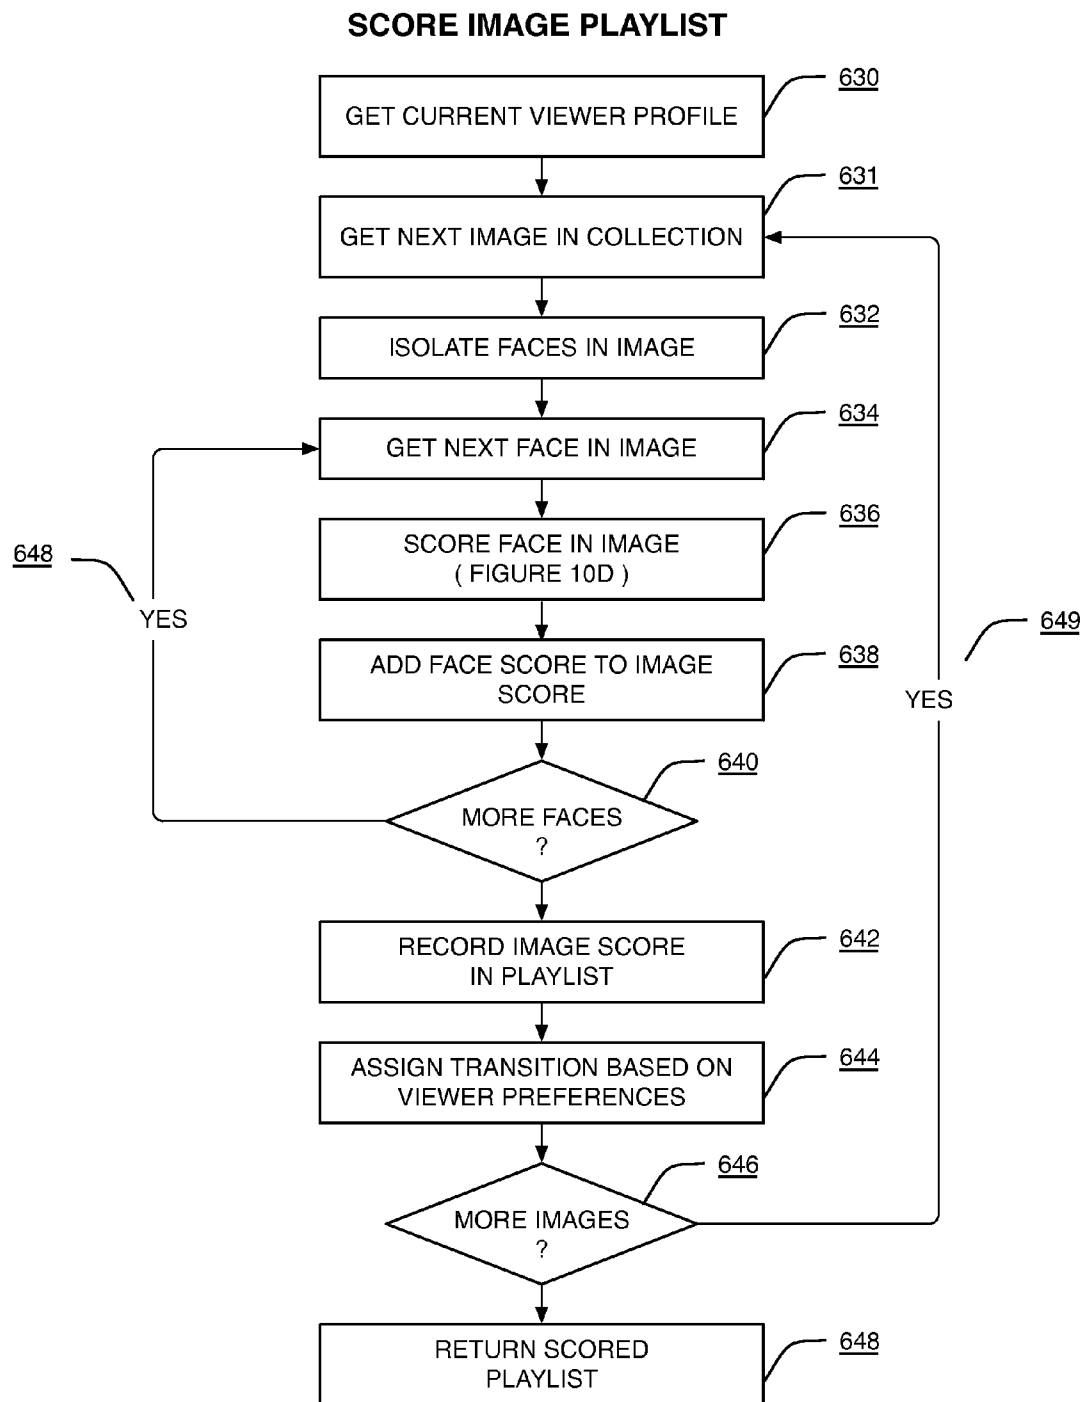 SCORE IMAGE PLAYLIST
630
GET CURRENT VIEWER PROFILE
631
GET NEXT IMAGE IN COLLECTION
632
ISOLATE FACES IN IMAGE
634
GET NEXT FACE IN IMAGE
636
SCORE FACE IN IMAGE
( FIGURE 10D )
648
YES
649
638
ADD FACE SCORE TO IMAGE
SCORE
YES
640
MORE FACES
?
642
RECORD IMAGE SCORE
IN PLAYLIST
644
ASSIGN TRANSITION BASED ON
VIEWER PREFERENCES
646
MORE IMAGES
?
648
RETURN SCORED
PLAYLIST